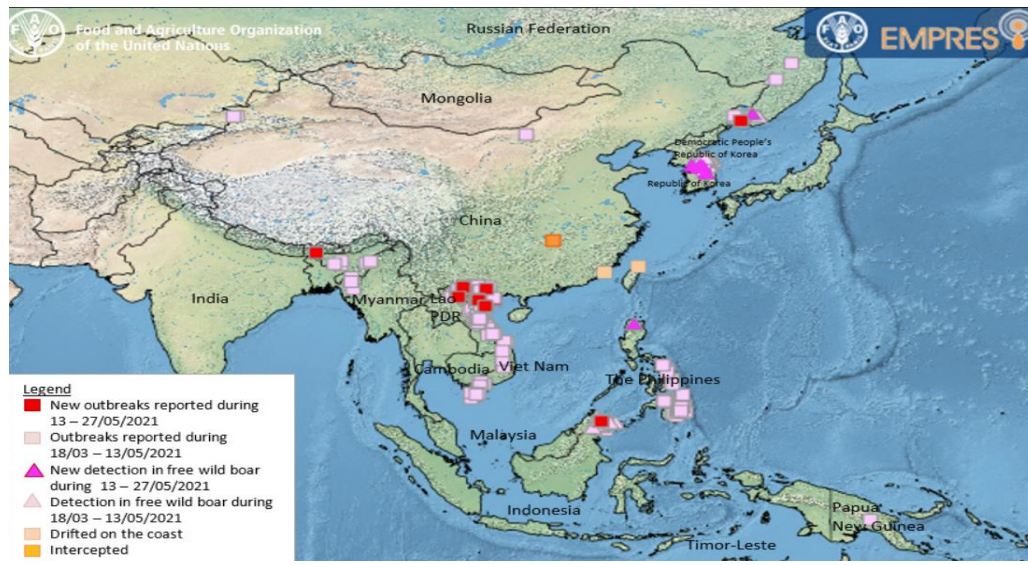 FAO
Food and Agriculture Organization
of the United Nations
FAO
EMPRES
Russian Federation
Mongolia
Democratic People's
Republic of Korea
Republic of Korea
China
India
Myanmar
Lao
PDR
Viet Nam
Cambodia
The Philippines
Malaysia
Indonesia
Papua
New Guinea
Timor-Leste
Legend
New outbreaks reported during
13 – 27/05/2021
Outbreaks reported during
18/03 – 13/05/2021
New detection in free wild boar
during 13 – 27/05/2021
Detection in free wild boar during
18/03 – 13/05/2021
Drifted on the coast
Intercepted